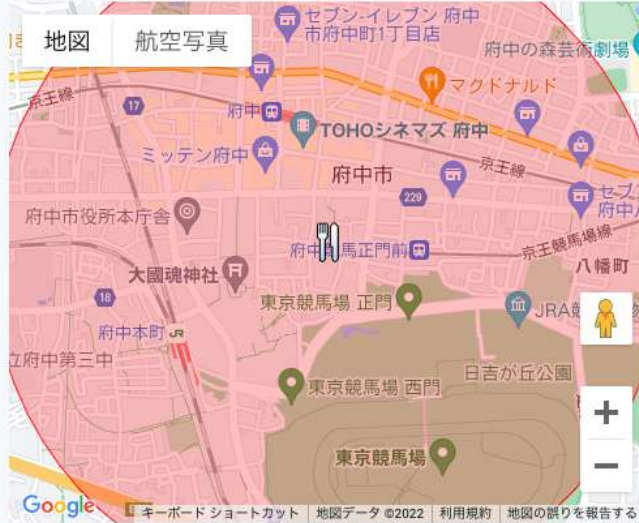 地図
航空写真
セブン-イレブン 府中
市府中町1丁目店
府中の森芸術劇場
京王線
マクドナルド
17
府中
TOHOシネマズ 府中
ミッテン府中
京王線
府中市
229
セブ
府中八
府中市役所本庁舎
京王競馬場線
府中
馬正門前
八幡町
大國魂神社
18
東京競馬場 正門
JRA競
物
府中本町
JR
立府中第三中
日吉が丘公園
東京競馬場 西門
東京競馬場
+
−
Google
キーボード ショートカット
地図データ ©2022
利用規約
地図の誤りを報告する